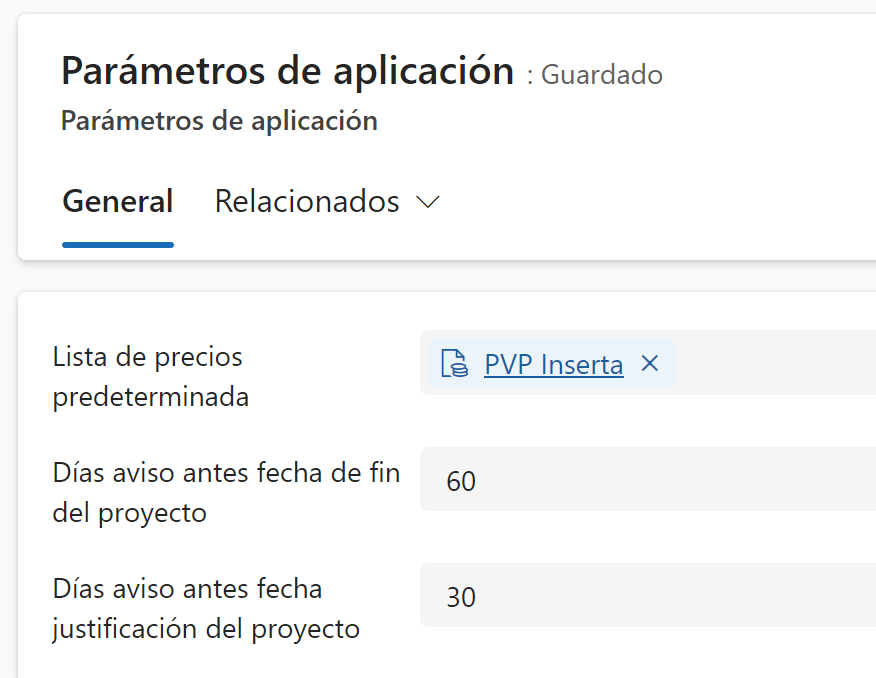 Parámetros de aplicación : Guardado
Parámetros de aplicación
General Relacionados
Lista de precios
predeterminada
PVP Inserta
Días aviso antes fecha de fin
del proyecto
60
Días aviso antes fecha
justificación del proyecto
30